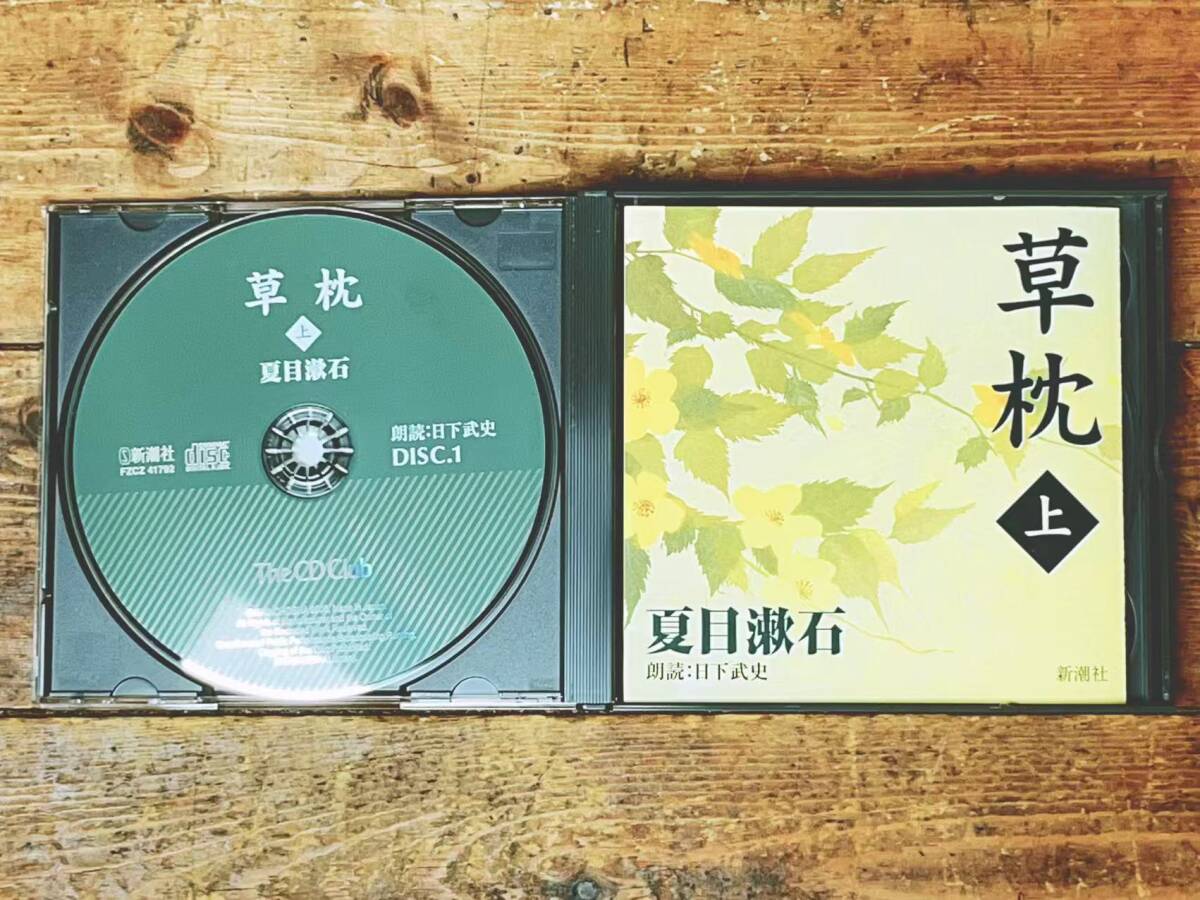 草枕
上
夏目漱石
新潮社
FZCZ 41792
朗読:日下武史
DISC.1
The CD Club
草枕
上
夏目漱石
朗読:日下武史
新潮社